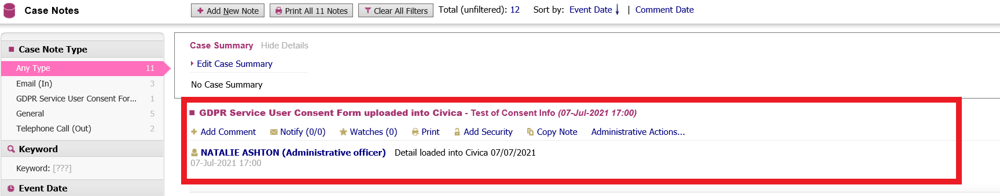 Case Notes
Add New Note
Print All 11 Notes
Clear All Filters
Total (unfiltered): 12
Sort by: Event Date | Comment Date
Case Note Type
Any Type 11
Email (In) 3
GDPR Service User Consent For... 1
General 5
Telephone Call (Out) 2
Keyword
Keyword: [???]
Event Date
Case Summary Hide Details
Edit Case Summary
No Case Summary
GDPR Service User Consent Form uploaded into Civica - Test of Consent Info (07-Jul-2021 17:00)
Add Comment Notify (0/0) Watches (0) Print Add Security Copy Note Administrative Actions...
NATALIE ASHTON (Administrative officer) Detail loaded into Civica 07/07/2021
07-Jul-2021 17:00